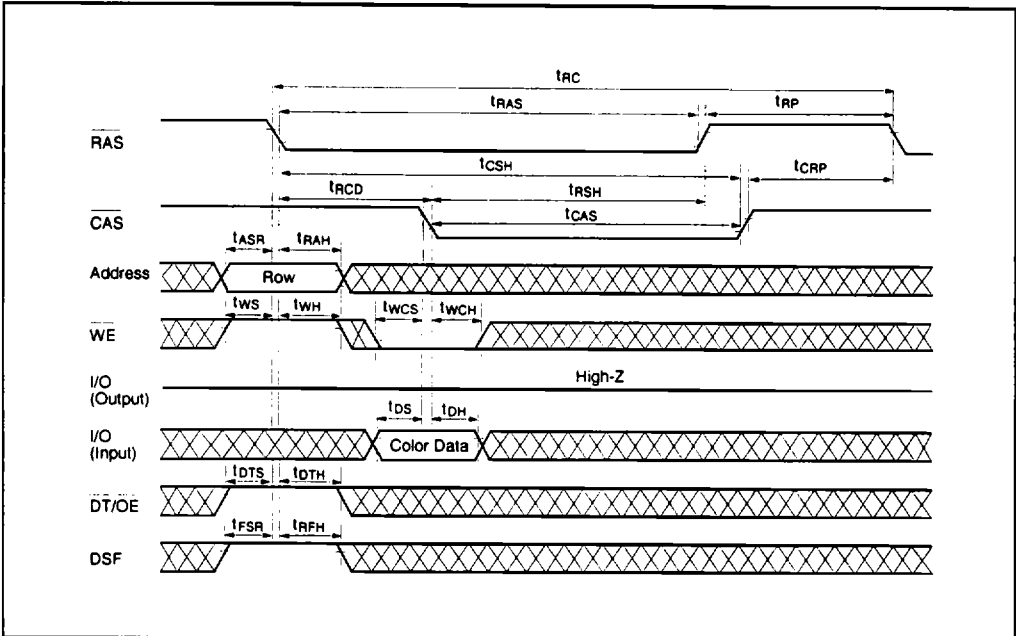 tRC
tRAS tRP
RAS
tCSH tCRP
tRCD tRSH
CAS tCAS
tASR tRAH
Address Row
tWS tWH tWCS tWCH
WE
I/O (Output) High-Z
tDS tDH
I/O (Input) Color Data
tDTS tDTH
DT/OE
tFSR tRFH
DSF